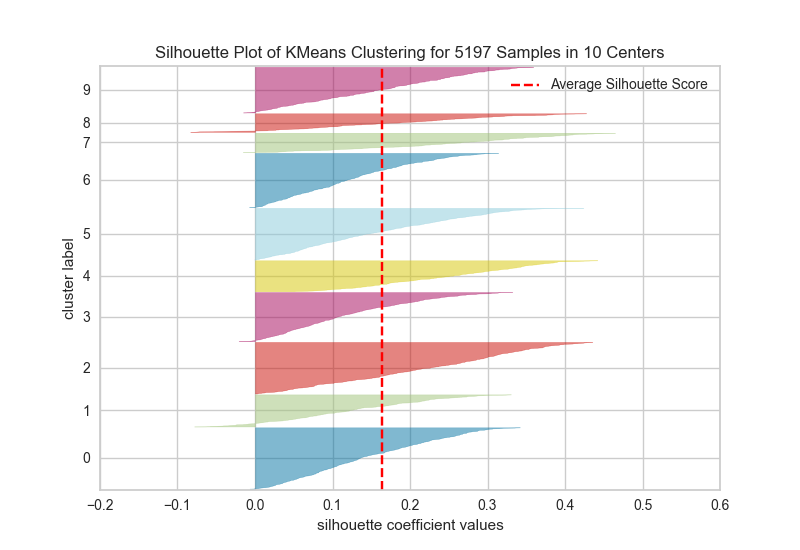 Silhouette Plot of KMeans Clustering for 5197 Samples in 10 Centers
Average Silhouette Score
cluster label
9
8
7
6
5
4
3
2
1
0
−0.2 −0.1 0.0 0.1 0.2 0.3 0.4 0.5 0.6
silhouette coefficient values